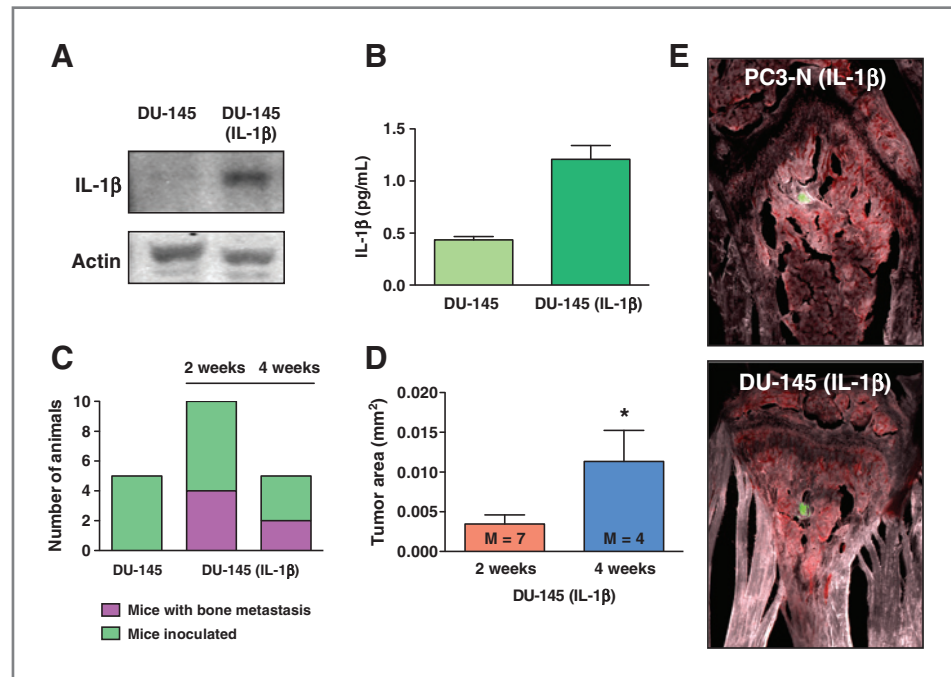 A
DU-145
DU-145
(IL-1β)
IL-1β
Actin
B
IL-1β (pg/mL)
1.5
1.0
0.5
0.0
DU-145
DU-145 (IL-1β)
C
2 weeks
4 weeks
Number of animals
10
8
6
4
2
0
DU-145
DU-145 (IL-1β)
Mice with bone metastasis
Mice inoculated
D
Tumor area (mm²)
0.020
0.015
0.010
0.005
0.000
*
M = 7
M = 4
2 weeks
4 weeks
DU-145 (IL-1β)
E
PC3-N (IL-1β)
DU-145 (IL-1β)